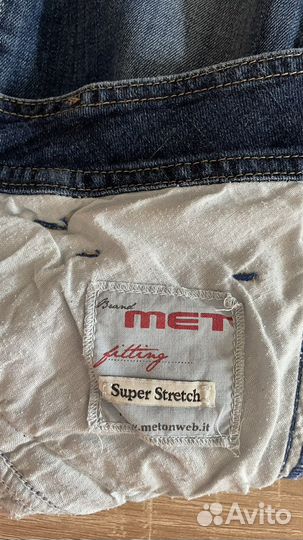 Brand
MET
fitting
Super Stretch
.metonweb.it
Avito